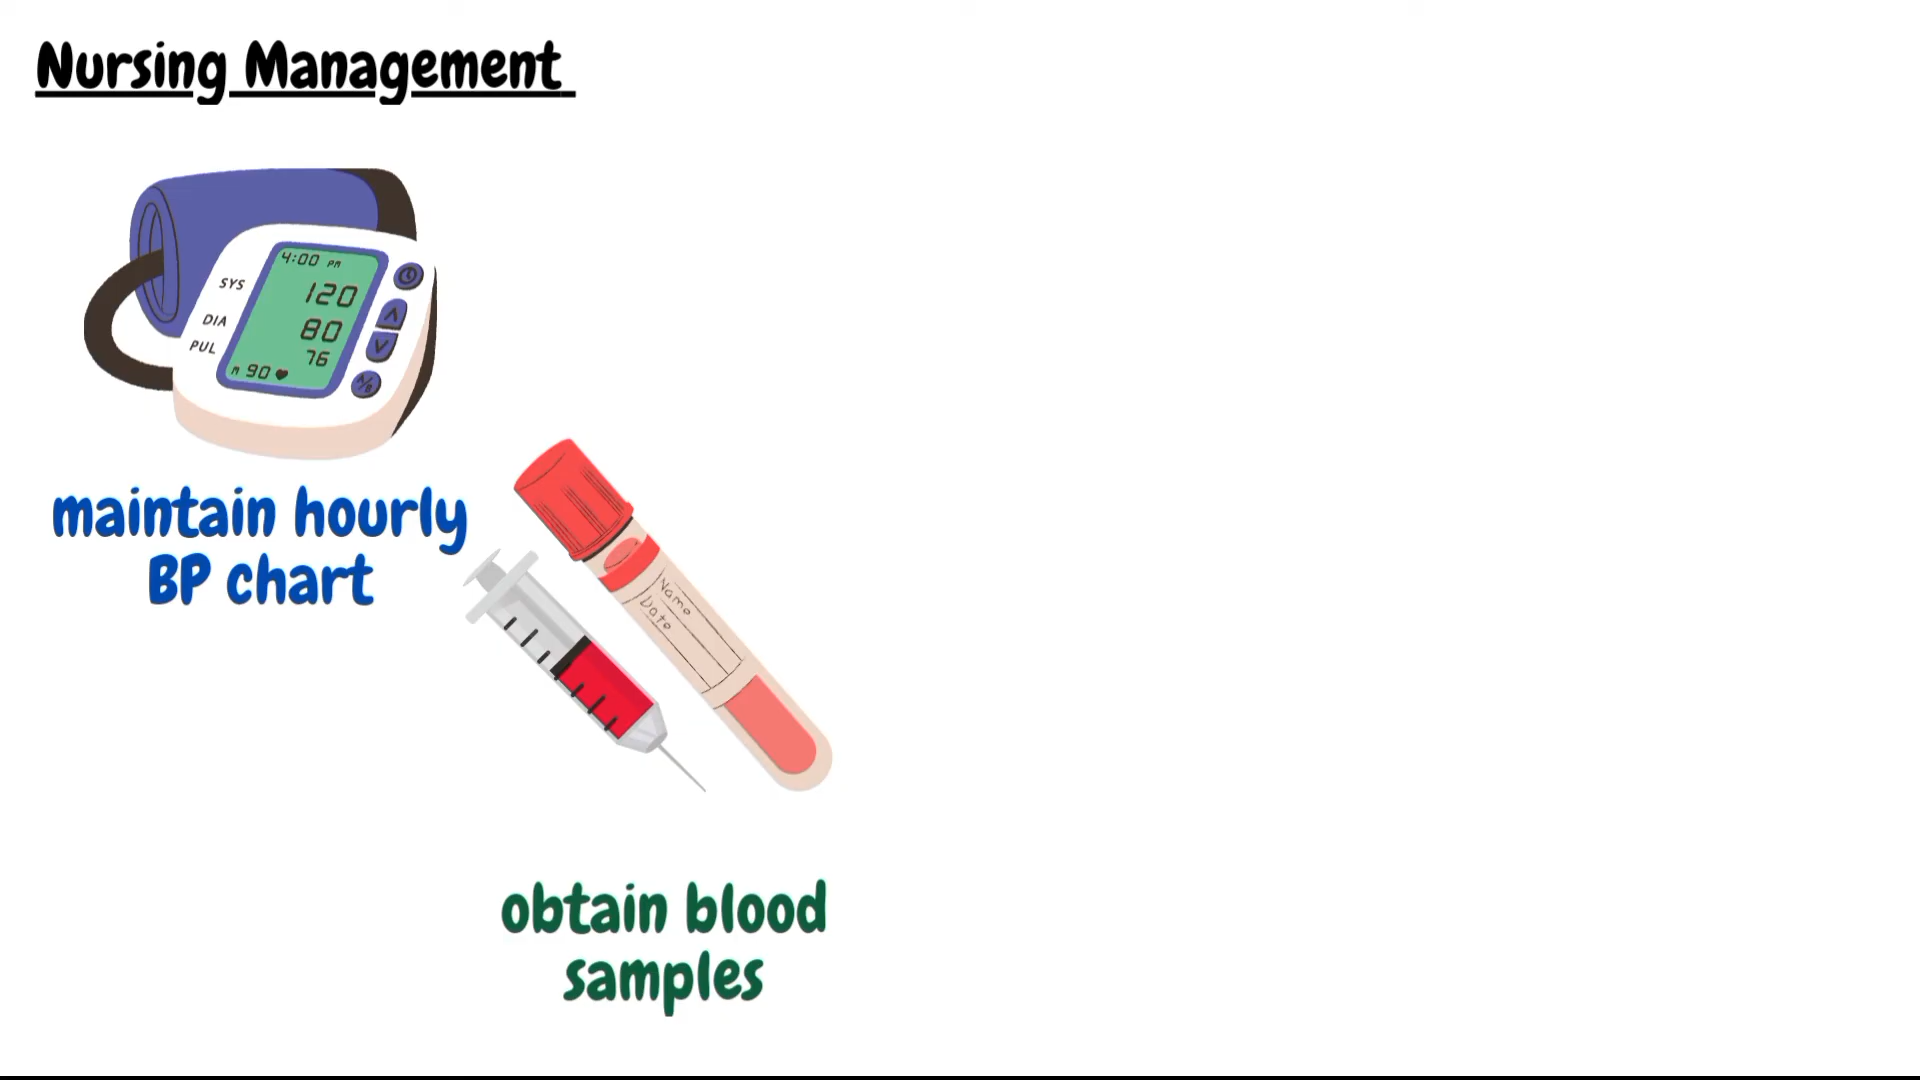 Nursing Management
4:00 PM
SYS
120
DIA
80
PUL
76
m 90
A/B
maintain hourly
BP chart
Name
Date
obtain blood
samples